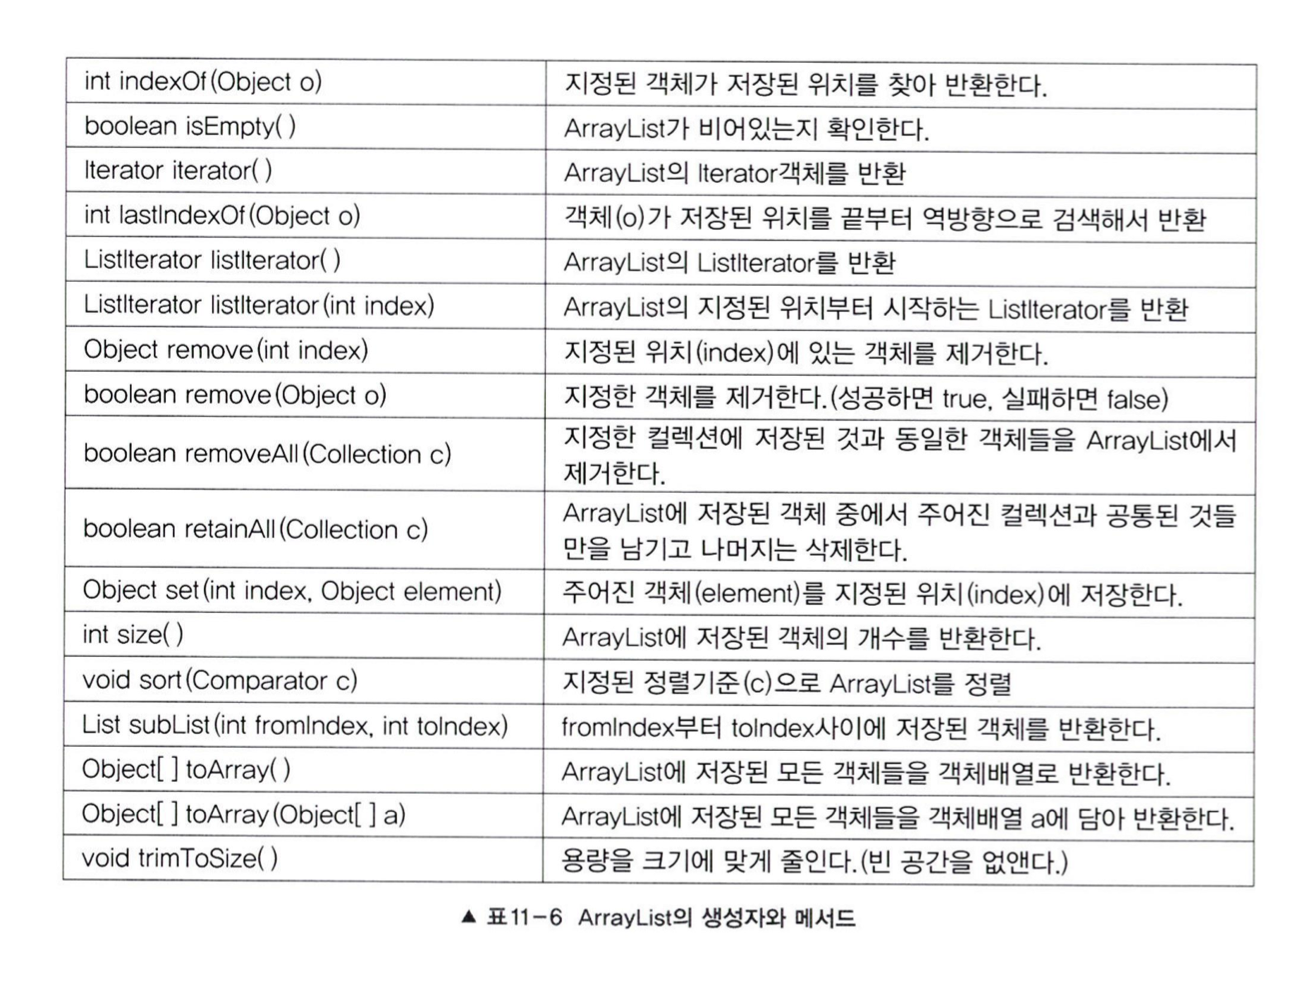 int indexOf(Object o) 지정된 객체가 저장된 위치를 찾아 반환한다.
boolean isEmpty( ) ArrayList가 비어있는지 확인한다.
Iterator iterator( ) ArrayList의 Iterator객체를 반환
int lastIndexOf(Object o) 객체(o)가 저장된 위치를 끝부터 역방향으로 검색해서 반환
ListIterator listIterator( ) ArrayList의 ListIterator를 반환
ListIterator listIterator(int index) ArrayList의 지정된 위치부터 시작하는 ListIterator를 반환
Object remove(int index) 지정된 위치(index)에 있는 객체를 제거한다.
boolean remove(Object o) 지정한 객체를 제거한다.(성공하면 true, 실패하면 false)
boolean removeAll(Collection c) 지정한 컬렉션에 저장된 것과 동일한 객체들을 ArrayList에서
제거한다.
boolean retainAll(Collection c) ArrayList에 저장된 객체 중에서 주어진 컬렉션과 공통된 것들
만을 남기고 나머지는 삭제한다.
Object set(int index, Object element) 주어진 객체(element)를 지정된 위치(index)에 저장한다.
int size( ) ArrayList에 저장된 객체의 개수를 반환한다.
void sort(Comparator c) 지정된 정렬기준(c)으로 ArrayList를 정렬
List subList(int fromIndex, int toIndex) fromIndex부터 toIndex사이에 저장된 객체를 반환한다.
Object[ ] toArray( ) ArrayList에 저장된 모든 객체들을 객체배열로 반환한다.
Object[ ] toArray(Object[ ] a) ArrayList에 저장된 모든 객체들을 객체배열 a에 담아 반환한다.
void trimToSize( ) 용량을 크기에 맞게 줄인다.(빈 공간을 없앤다.)
▲ 표11-6 ArrayList의 생성자와 메서드